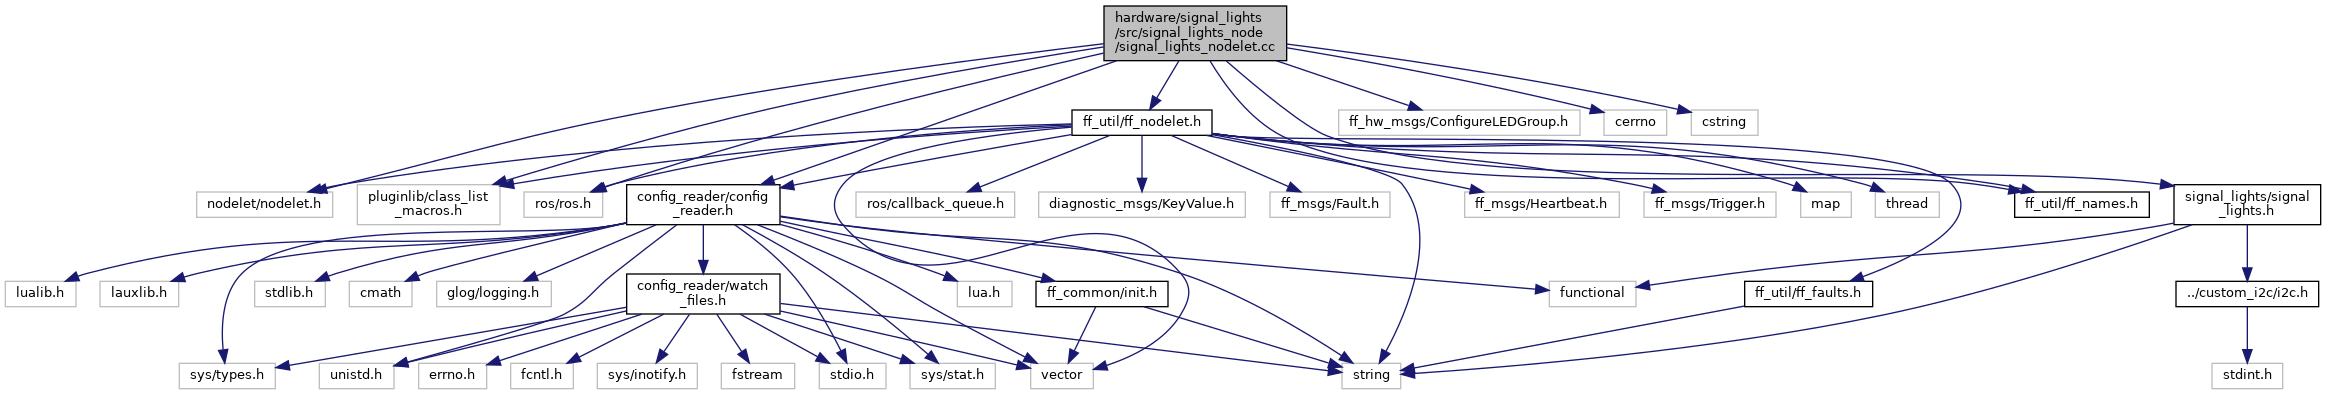 hardware/signal_lights
/src/signal_lights_node
/signal_lights_nodelet.cc
ff_util/ff_nodelet.h
ff_hw_msgs/ConfigureLEDGroup.h
cerrno
cstring
nodelet/nodelet.h
pluginlib/class_list
_macros.h
ros/ros.h
config_reader/config
_reader.h
ros/callback_queue.h
diagnostic_msgs/KeyValue.h
ff_msgs/Fault.h
ff_msgs/Heartbeat.h
ff_msgs/Trigger.h
map
thread
ff_util/ff_names.h
signal_lights/signal
_lights.h
lualib.h
lauxlib.h
stdlib.h
cmath
glog/logging.h
config_reader/watch
_files.h
lua.h
ff_common/init.h
functional
ff_util/ff_faults.h
../custom_i2c/i2c.h
sys/types.h
unistd.h
errno.h
fcntl.h
sys/inotify.h
fstream
stdio.h
sys/stat.h
vector
string
stdint.h